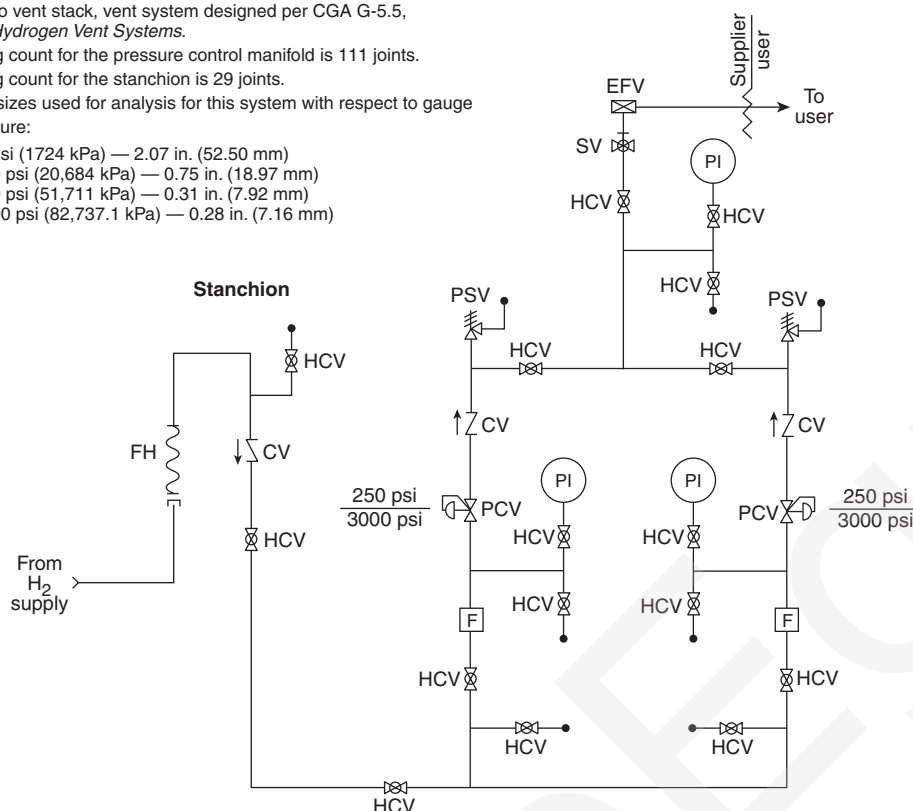 o vent stack, vent system designed per CGA G-5.5,
Hydrogen Vent Systems.
g count for the pressure control manifold is 111 joints.
g count for the stanchion is 29 joints.
sizes used for analysis for this system with respect to gauge
ure:
si (1724 kPa) — 2.07 in. (52.50 mm)
psi (20,684 kPa) — 0.75 in. (18.97 mm)
psi (51,711 kPa) — 0.31 in. (7.92 mm)
00 psi (82,737.1 kPa) — 0.28 in. (7.16 mm)
Supplier
user
EFV
To
user
SV
PI
HCV
HCV
HCV
Stanchion
PSV
PSV
HCV
HCV
HCV
FH
CV
CV
CV
PI
PI
250 psi
3000 psi
PCV
PCV
250 psi
3000 psi
HCV
HCV
HCV
From
H2
supply
HCV
HCV
F
F
HCV
HCV
HCV
HCV
HCV